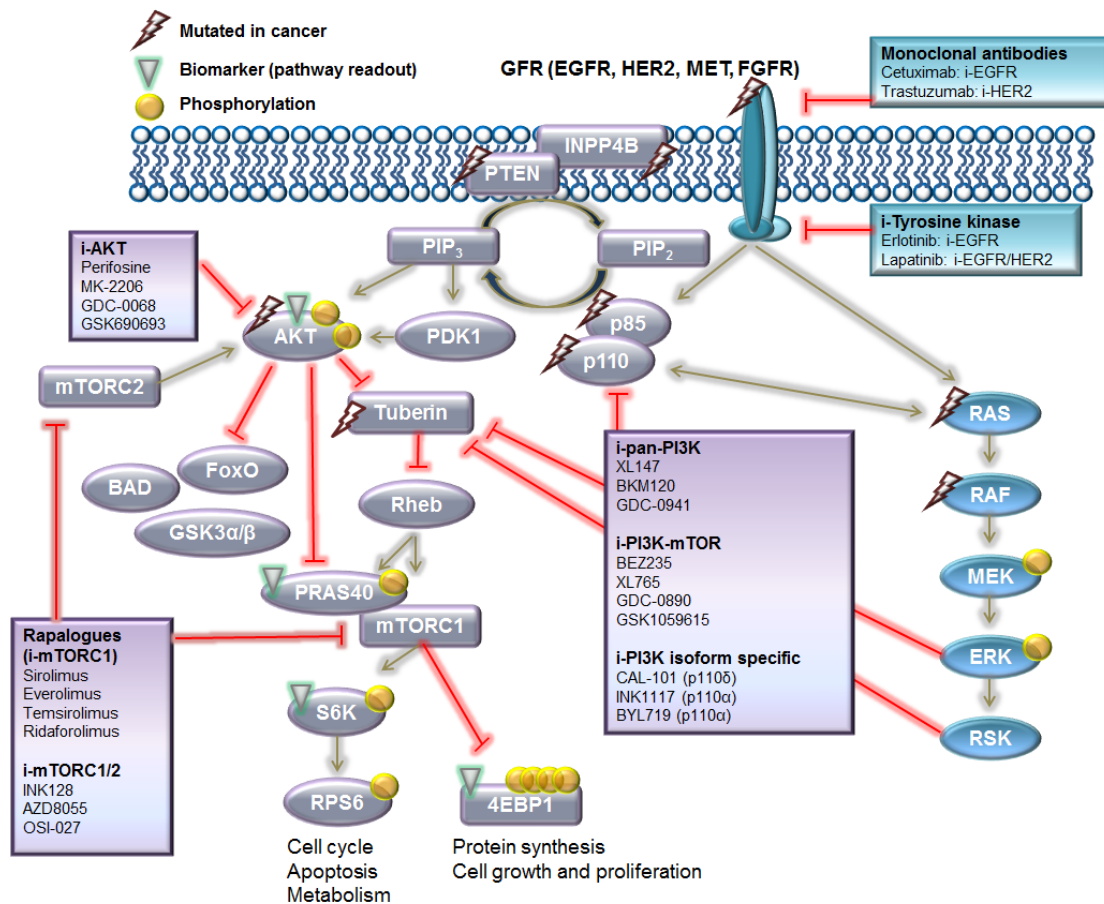 Mutated in cancer
Biomarker (pathway readout)
Phosphorylation
GFR (EGFR, HER2, MET, FGFR)
Monoclonal antibodies
Cetuximab: i-EGFR
Trastuzumab: i-HER2
INPP4B
PTEN
i-Tyrosine kinase
Erlotinib: i-EGFR
Lapatinib: i-EGFR/HER2
PIP3
PIP2
i-AKT
Perifosine
MK-2206
GDC-0068
GSK690693
AKT
PDK1
p85
p110
mTORC2
Tuberin
RAS
FoxO
BAD
GSK3α/β
Rheb
RAF
i-pan-PI3K
XL147
BKM120
GDC-0941
i-PI3K-mTOR
BEZ235
XL765
GDC-0890
GSK1059615
i-PI3K isoform specific
CAL-101 (p110δ)
INK1117 (p110α)
BYL719 (p110α)
MEK
ERK
RSK
PRAS40
mTORC1
Rapalogues
(i-mTORC1)
Sirolimus
Everolimus
Temsirolimus
Ridaforolimus
i-mTORC1/2
INK128
AZD8055
OSI-027
S6K
RPS6
4EBP1
Cell cycle
Apoptosis
Metabolism
Protein synthesis
Cell growth and proliferation